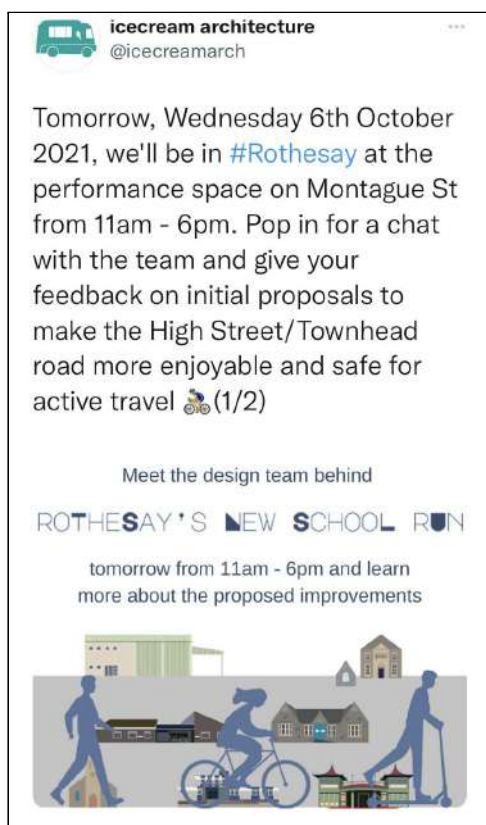 icecream architecture
@icecreamarch
Tomorrow, Wednesday 6th October
2021, we'll be in #Rothesay at the
performance space on Montague St
from 11am - 6pm. Pop in for a chat
with the team and give your
feedback on initial proposals to
make the High Street/Townhead
road more enjoyable and safe for
active travel 🚴(1/2)
Meet the design team behind
ROTHESAY'S NEW SCHOOL RUN
tomorrow from 11am - 6pm and learn
more about the proposed improvements